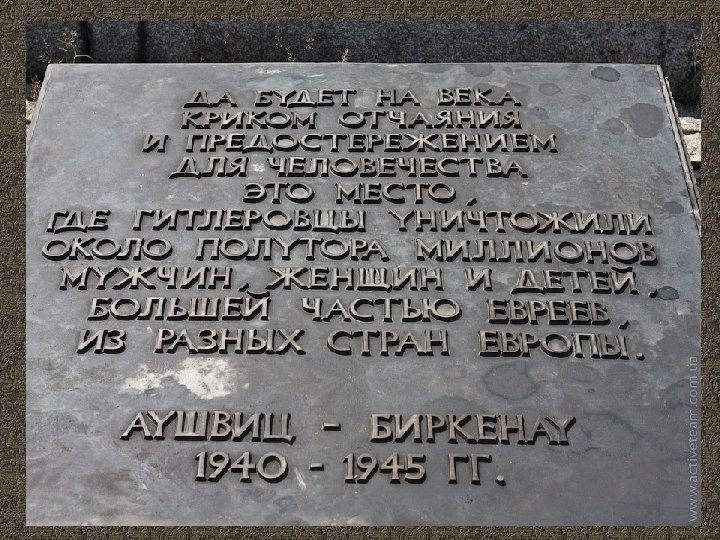 ДА БУДЕТ НА ВЕКА
КРИКОМ ОТЧАЯНИЯ
И ПРЕДОСТЕРЕЖЕНИЕМ
ДЛЯ ЧЕЛОВЕЧЕСТВА
ЭТО МЕСТО,
ГДЕ ГИТЛЕРОВЦЫ УНИЧТОЖИЛИ
ОКОЛО ПОЛУТОРА МИЛЛИОНОВ
МУЖЧИН, ЖЕНЩИН И ДЕТЕЙ,
БОЛЬШЕЙ ЧАСТЬЮ ЕВРЕЕВ,
ИЗ РАЗНЫХ СТРАН ЕВРОПЫ.
АУШВИЦ - БИРКЕНАУ
1940 - 1945 ГГ.
www.activeteam.com.ua